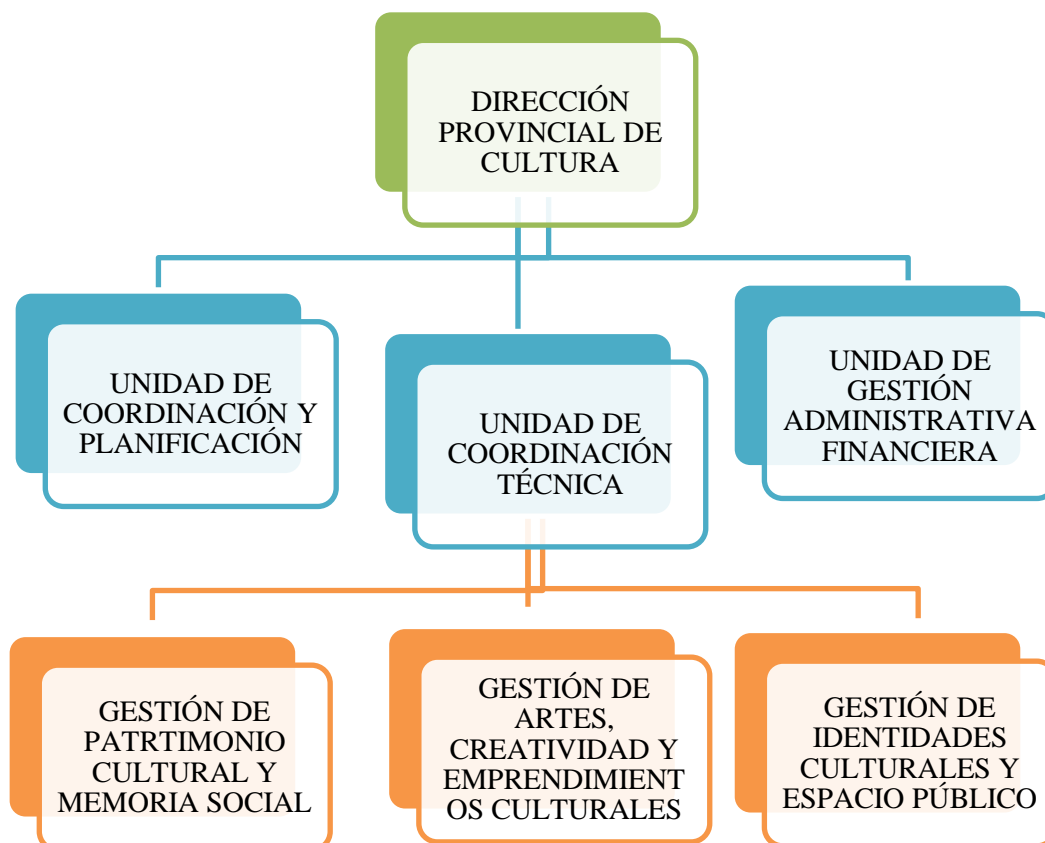 DIRECCIÓN
PROVINCIAL DE
CULTURA
UNIDAD DE
COORDINACIÓN Y
PLANIFICACIÓN
UNIDAD DE
COORDINACIÓN
TÉCNICA
UNIDAD DE
GESTIÓN
ADMINISTRATIVA
FINANCIERA
GESTIÓN DE
PATRTIMONIO
CULTURAL Y
MEMORIA SOCIAL
GESTIÓN DE
ARTES,
CREATIVIDAD Y
EMPRENDIMIENT
OS CULTURALES
GESTIÓN DE
IDENTIDADES
CULTURALES Y
ESPACIO PÚBLICO